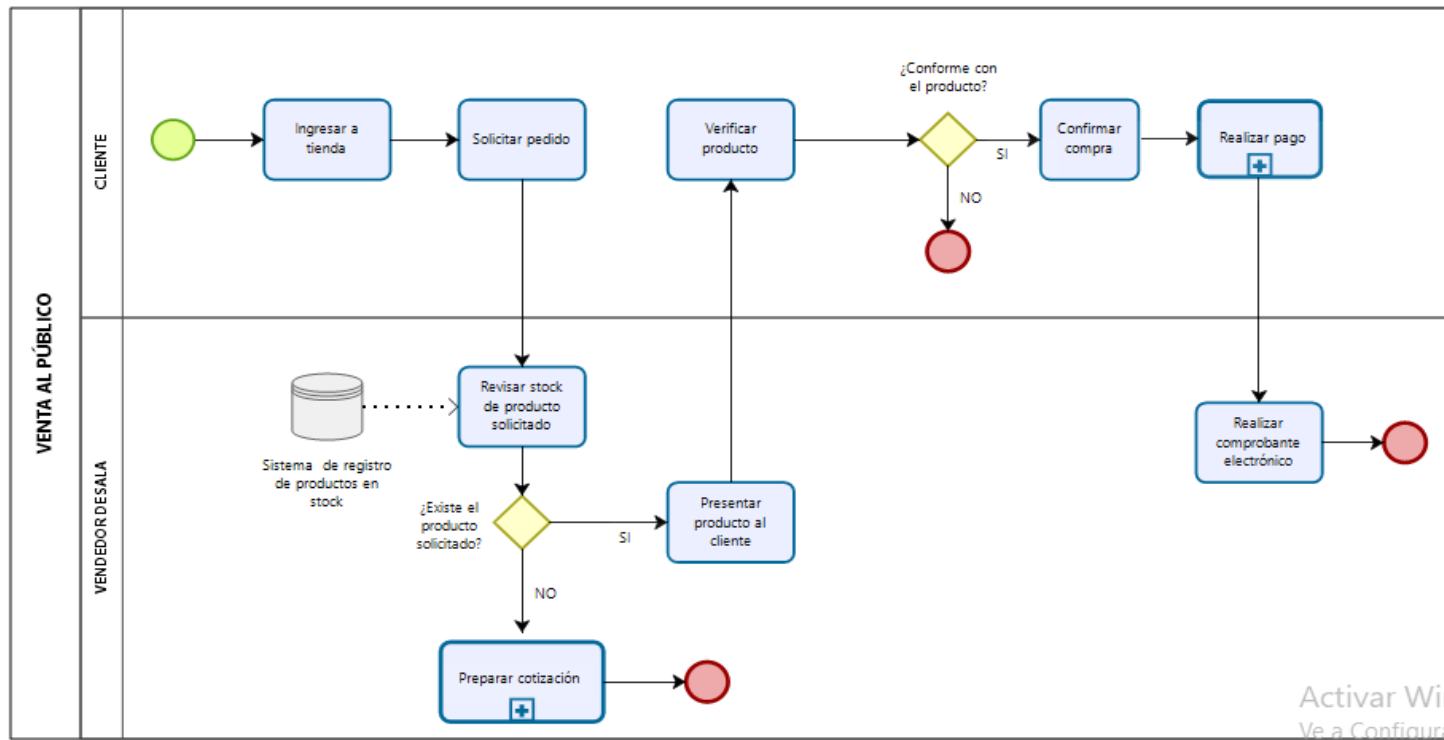 VENTA AL PÚBLICO
CLIENTE
Ingresar a
tienda
Solicitar pedido
Verificar
producto
¿Conforme con
el producto?
SI
NO
Confirmar
compra
Realizar pago
VENDEDOR DE SALA
Sistema de registro
de productos en
stock
Revisar stock
de producto
solicitado
¿Existe el
producto
solicitado?
SI
NO
Presentar
producto al
cliente
Preparar cotización
Realizar
comprobante
electrónico
Activar Wi
Ve a Configura